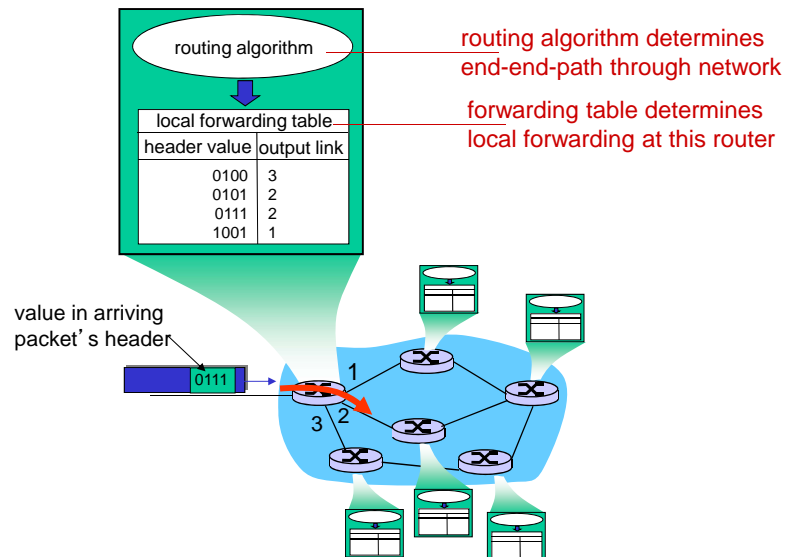 routing algorithm
routing algorithm determines
end-end-path through network
local forwarding table
header value output link
0100 3
0101 2
0111 2
1001 1
forwarding table determines
local forwarding at this router
value in arriving
packet’s header
0111
1
2
3